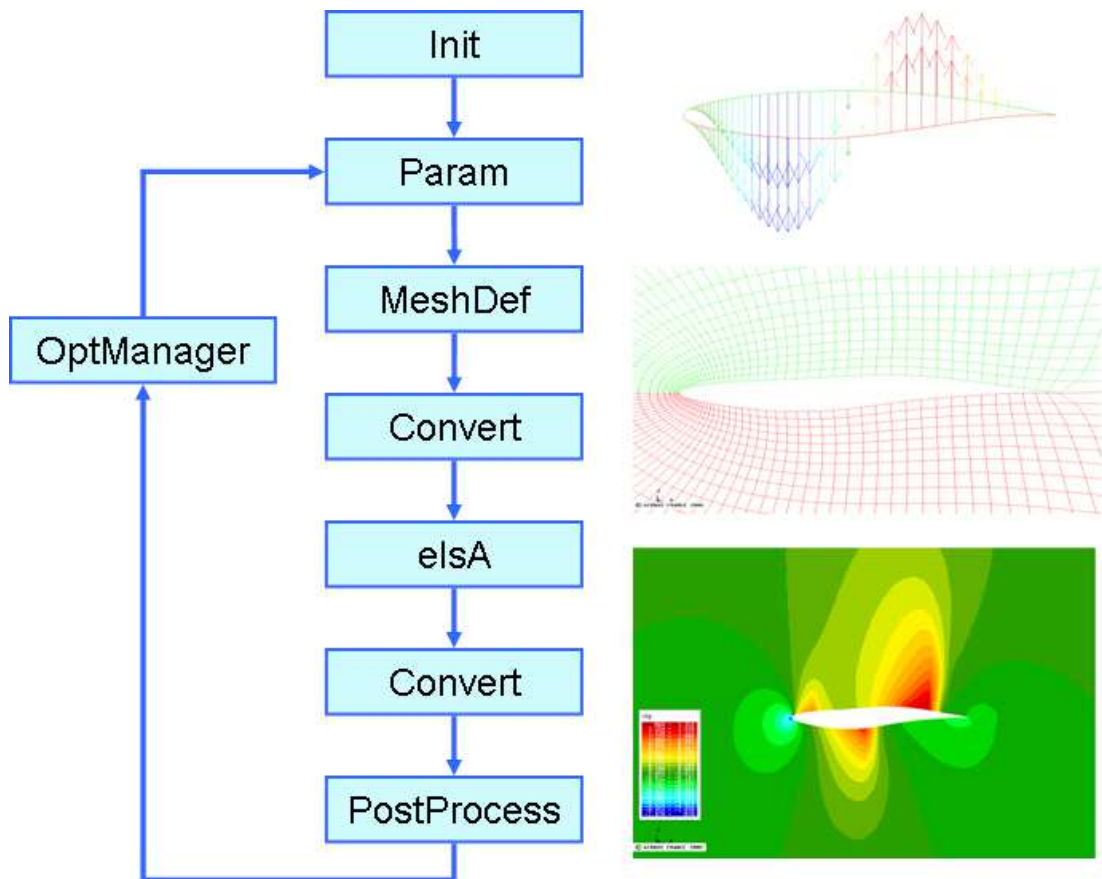 Init
Param
MeshDef
OptManager
Convert
elsA
Convert
PostProcess